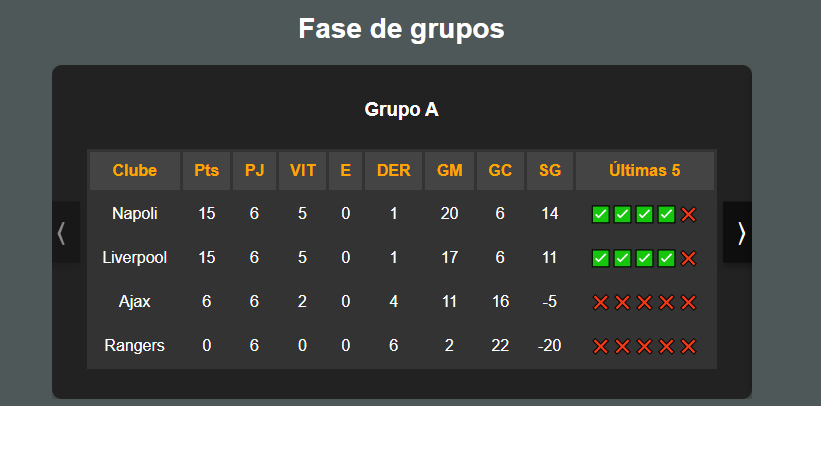 Fase de grupos
Grupo A
Clube Pts PJ VIT E DER GM GC SG Últimas 5
Napoli 15 6 5 0 1 20 6 14
Liverpool 15 6 5 0 1 17 6 11
Ajax 6 6 2 0 4 11 16 -5
Rangers 0 6 0 0 6 2 22 -20